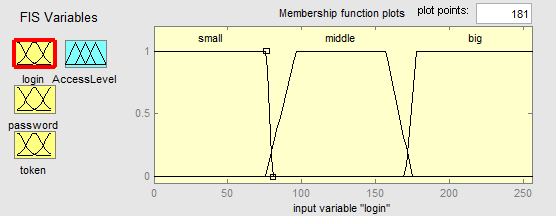 FIS Variables
login
AccessLevel
password
token
Membership function plots
plot points:
181
small
middle
big
1
0.5
0
0
50
100
150
200
250
input variable "login"